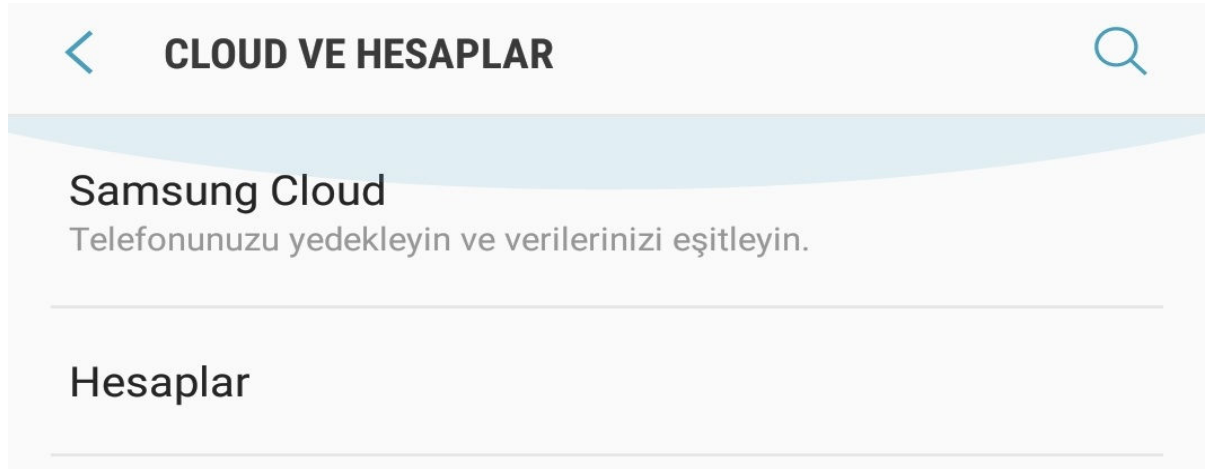 CLOUD VE HESAPLAR
Samsung Cloud
Telefonunuzu yedekleyin ve verilerinizi eşitleyin.
Hesaplar